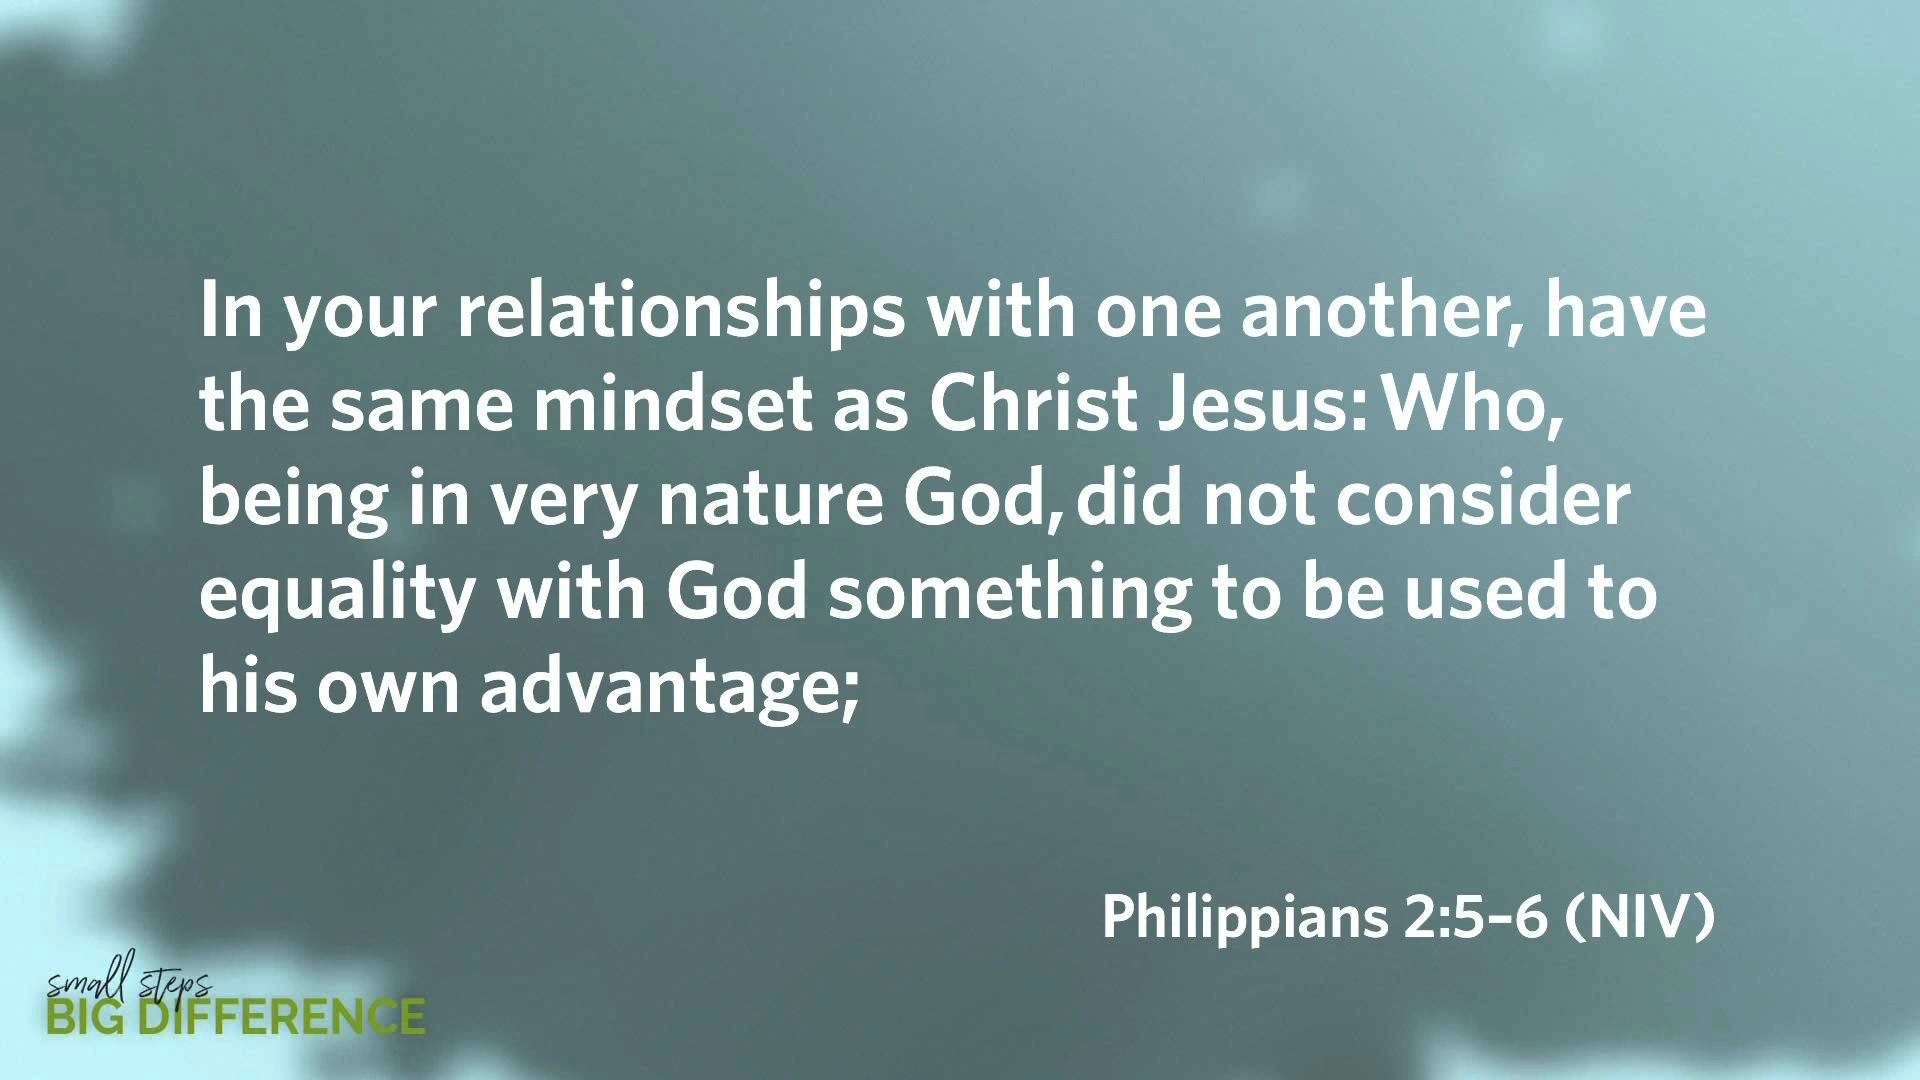 In your relationships with one another, have
the same mindset as Christ Jesus: Who,
being in very nature God, did not consider
equality with God something to be used to
his own advantage;
Philippians 2:5–6 (NIV)
small steps
BIG DIFFERENCE